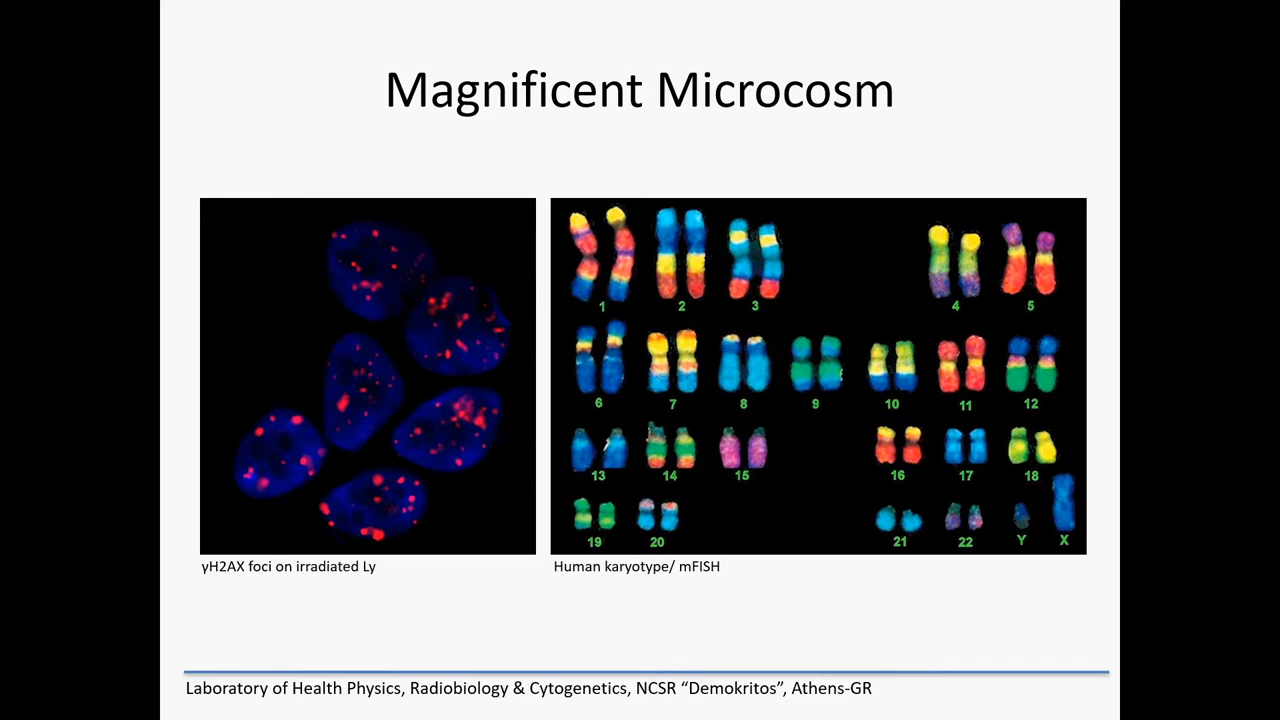 Magnificent Microcosm
1 2 3 4 5
6 7 8 9 10 11 12
13 14 15 16 17 18
19 20 21 22 Y X
γH2AX foci on irradiated Ly
Human karyotype/ mFISH
Laboratory of Health Physics, Radiobiology & Cytogenetics, NCSR “Demokritos”, Athens-GR